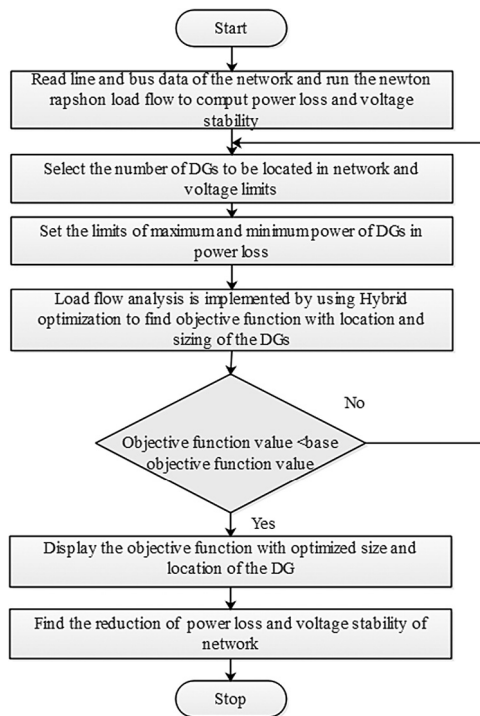 Start
Read line and bus data of the network and run the newton
rapshon load flow to comput power loss and voltage
stability
Select the number of DGs to be located in network and
voltage limits
Set the limits of maximum and minimum power of DGs in
power loss
Load flow analysis is implemented by using Hybrid
optimization to find objective function with location and
sizing of the DGs
No
Objective function value <base
objective function value
Yes
Display the objective function with optimized size and
location of the DG
Find the reduction of power loss and voltage stability of
network
Stop